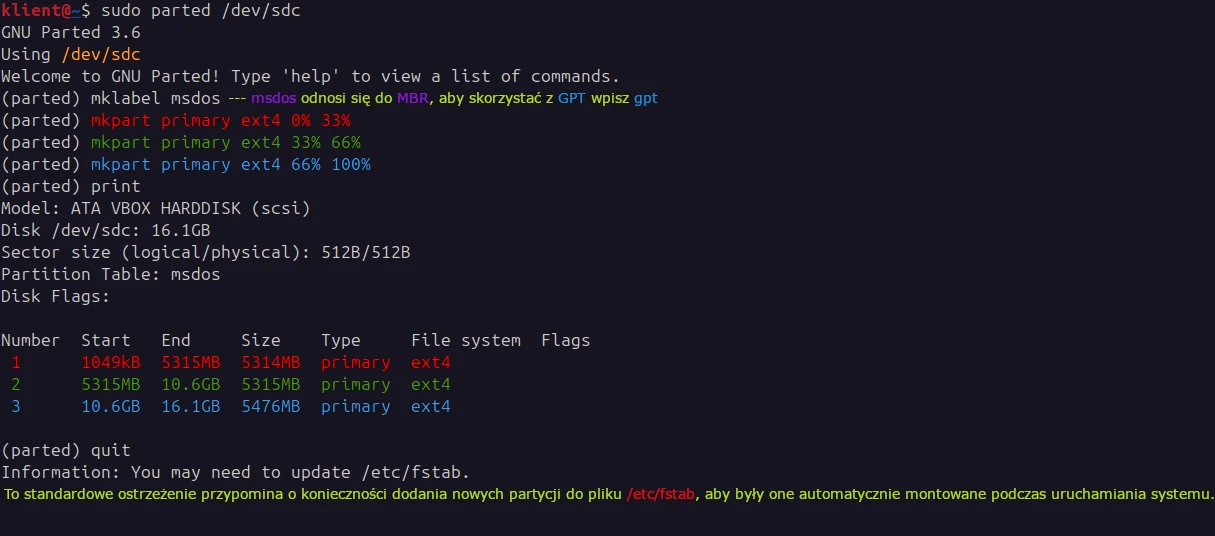 klient@~$ sudo parted /dev/sdc
GNU Parted 3.6
Using /dev/sdc
Welcome to GNU Parted! Type 'help' to view a list of commands.
(parted) mklabel msdos --- msdos odnosi się do MBR, aby skorzystać z GPT wpisz gpt
(parted) mkpart primary ext4 0% 33%
(parted) mkpart primary ext4 33% 66%
(parted) mkpart primary ext4 66% 100%
(parted) print
Model: ATA VBOX HARDDISK (scsi)
Disk /dev/sdc: 16.1GB
Sector size (logical/physical): 512B/512B
Partition Table: msdos
Disk Flags:
Number Start End Size Type File system Flags
1 1049kB 5315MB 5314MB primary ext4
2 5315MB 10.6GB 5315MB primary ext4
3 10.6GB 16.1GB 5476MB primary ext4
(parted) quit
Information: You may need to update /etc/fstab.
To standardowe ostrzeżenie przypomina o konieczności dodania nowych partycji do pliku /etc/fstab, aby były one automatycznie montowane podczas uruchamiania systemu.